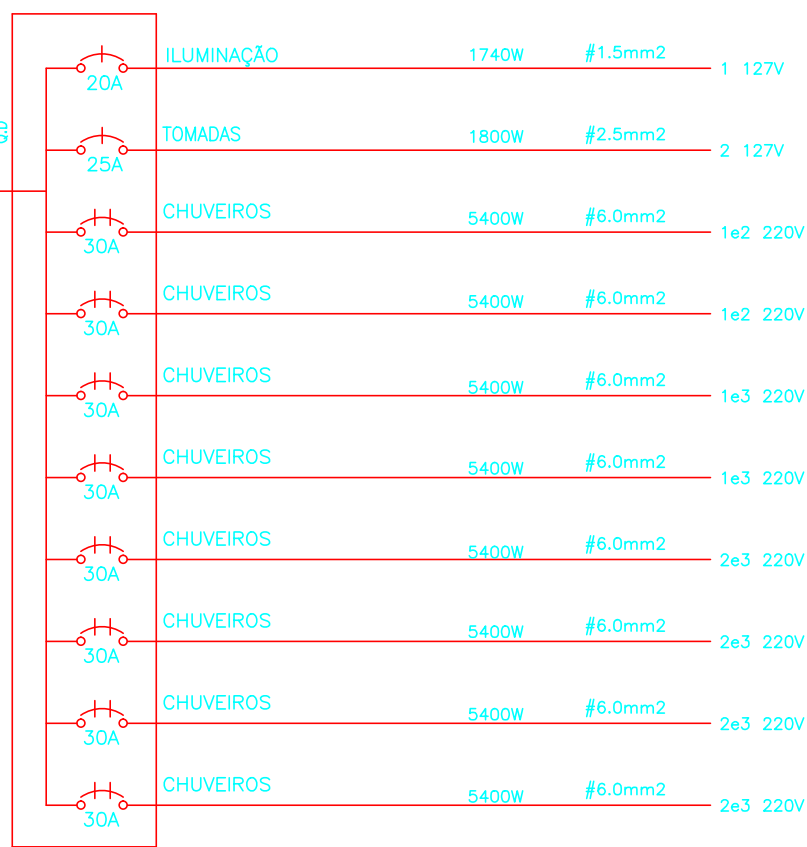 Q.D
ILUMINAÇÃO 1740W #1.5mm2 1 127V
20A
TOMADAS 1800W #2.5mm2 2 127V
25A
CHUVEIROS 5400W #6.0mm2 1e2 220V
30A
CHUVEIROS 5400W #6.0mm2 1e2 220V
30A
CHUVEIROS 5400W #6.0mm2 1e3 220V
30A
CHUVEIROS 5400W #6.0mm2 1e3 220V
30A
CHUVEIROS 5400W #6.0mm2 2e3 220V
30A
CHUVEIROS 5400W #6.0mm2 2e3 220V
30A
CHUVEIROS 5400W #6.0mm2 2e3 220V
30A
CHUVEIROS 5400W #6.0mm2 2e3 220V
30A